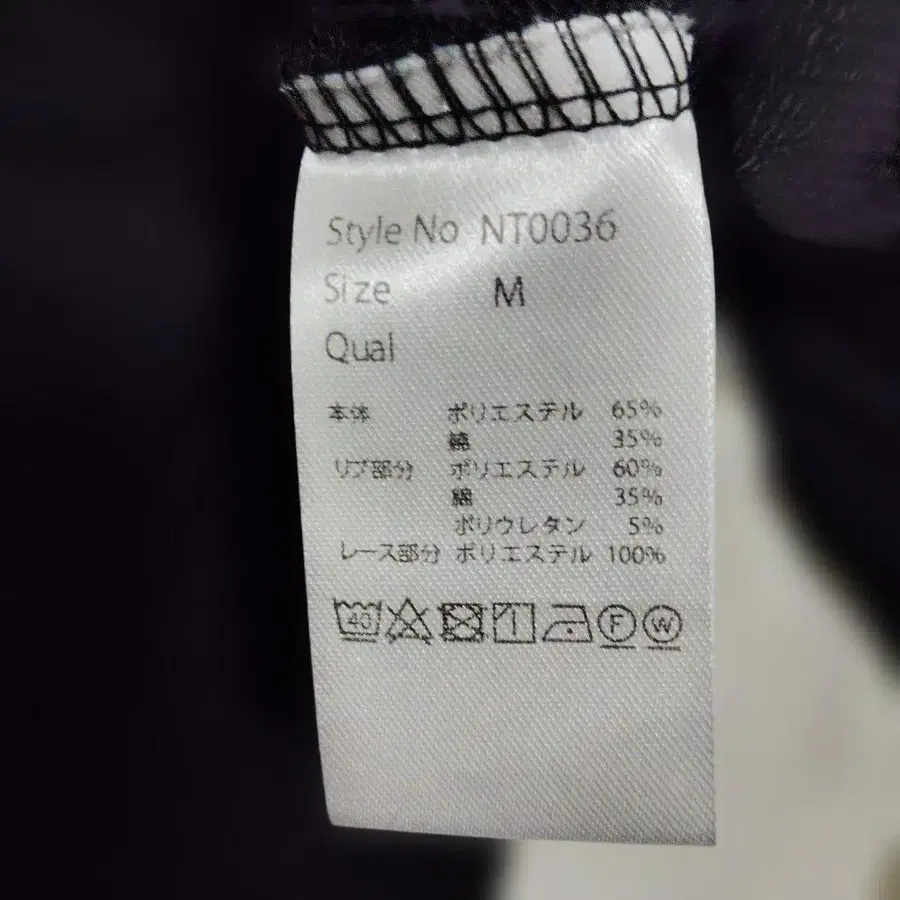 Style No NT0036
Size M
Qual
本体 ポリエステル 65%
綿 35%
リブ部分 ポリエステル 60%
綿 35%
ポリウレタン 5%
レース部分 ポリエステル 100%
40 F W